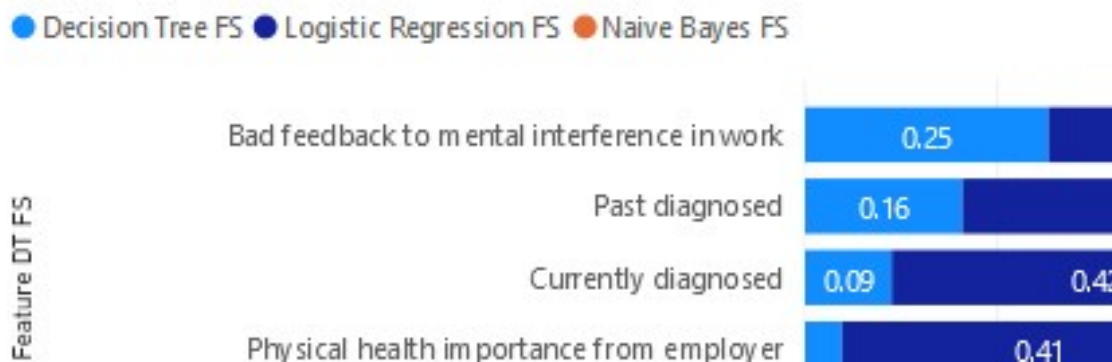 Decision Tree FS Logistic Regression FS Naive Bayes FS
Bad feedback to mental interference in work 0.25
Past diagnosed 0.16
Currently diagnosed 0.09
Physical health importance from employer 0.41
Feature DT FS